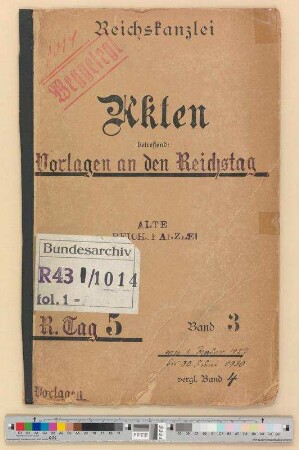 Reichskanzlei
Weggelegt
Akten
betreffend:
Vorlagen an den Reichstag
ALTE
REICHSKANZLEI
Bundesarchiv
R43 I/1014
fol. 1-
R. Tag 5
Band 3
vergl. Band 4
Vorlagen